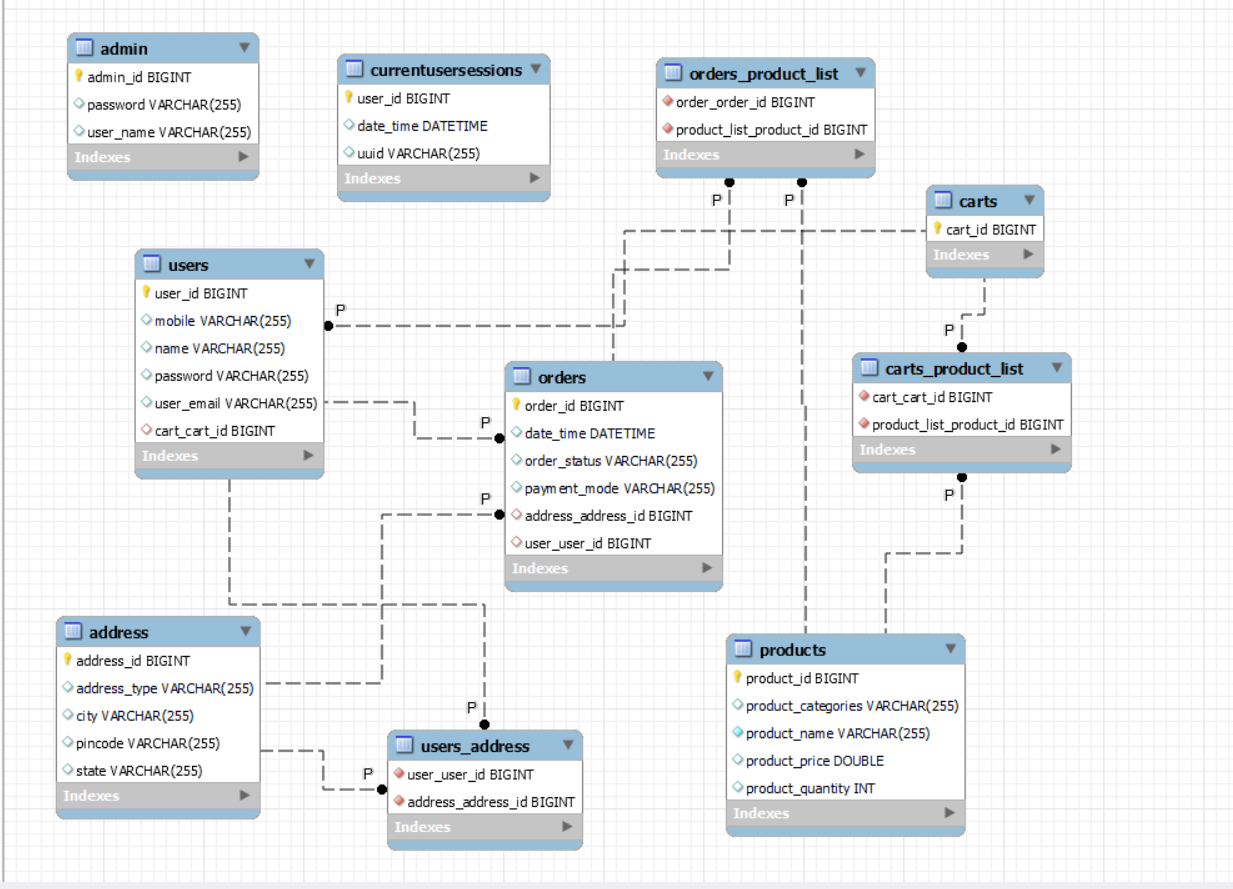 admin
admin_id BIGINT
password VARCHAR(255)
user_name VARCHAR(255)
Indexes
currentusersessions
user_id BIGINT
date_time DATETIME
uuid VARCHAR(255)
Indexes
orders_product_list
order_order_id BIGINT
product_list_product_id BIGINT
Indexes
P
P
carts
cart_id BIGINT
Indexes
users
user_id BIGINT
mobile VARCHAR(255)
name VARCHAR(255)
password VARCHAR(255)
user_email VARCHAR(255)
cart_cart_id BIGINT
Indexes
P
P
carts_product_list
cart_cart_id BIGINT
product_list_product_id BIGINT
Indexes
P
orders
order_id BIGINT
date_time DATETIME
order_status VARCHAR(255)
payment_mode VARCHAR(255)
address_address_id BIGINT
user_user_id BIGINT
Indexes
P
P
address
address_id BIGINT
address_type VARCHAR(255)
city VARCHAR(255)
pincode VARCHAR(255)
state VARCHAR(255)
Indexes
P
P
users_address
user_user_id BIGINT
address_address_id BIGINT
Indexes
products
product_id BIGINT
product_categories VARCHAR(255)
product_name VARCHAR(255)
product_price DOUBLE
product_quantity INT
Indexes